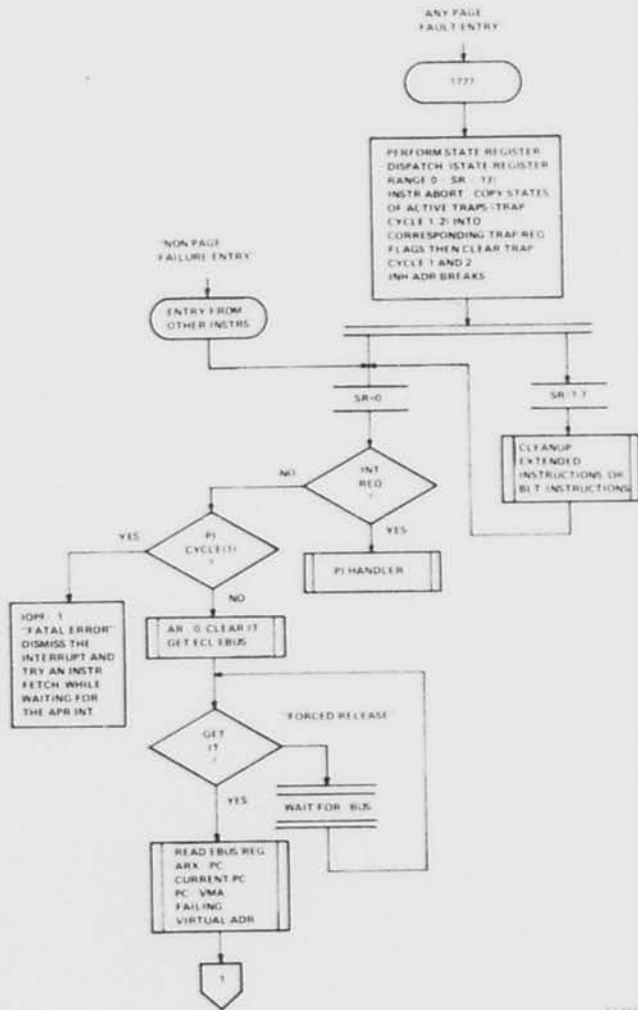 "ANY PAGE
FAULT ENTRY"
1777
PERFORM STATE REGISTER
DISPATCH (STATE REGISTER
RANGE 0 - SR - 17)
INSTR ABORT. COPY STATES
OF ACTIVE TRAPS (TRAP
CYCLE 1, 2) INTO
CORRESPONDING TRAP REQ
FLAGS THEN CLEAR TRAP
CYCLE 1 AND 2
INH ADR BREAKS
"NON PAGE
FAILURE ENTRY"
ENTRY FROM
OTHER INSTRS
SR=0
CLEANUP
EXTENDED
INSTRUCTIONS OR
BLT INSTRUCTIONS
INT
REQ
?
NO
YES
PI HANDLER
PI
CYCLE(1)
?
YES
NO
IOPF 1
"FATAL ERROR"
DISMISS THE
INTERRUPT AND
TRY AN INSTR
FETCH WHILE
WAITING FOR
THE APR INT
AR 0 CLEAR IT
GET ECL EBUS
"FORCED RELEASE"
GET
IT
?
YES
WAIT FOR BUS
READ EBUS REG
ARX PC
CURRENT PC
PC VMA
FAILING
VIRTUAL ADR
1